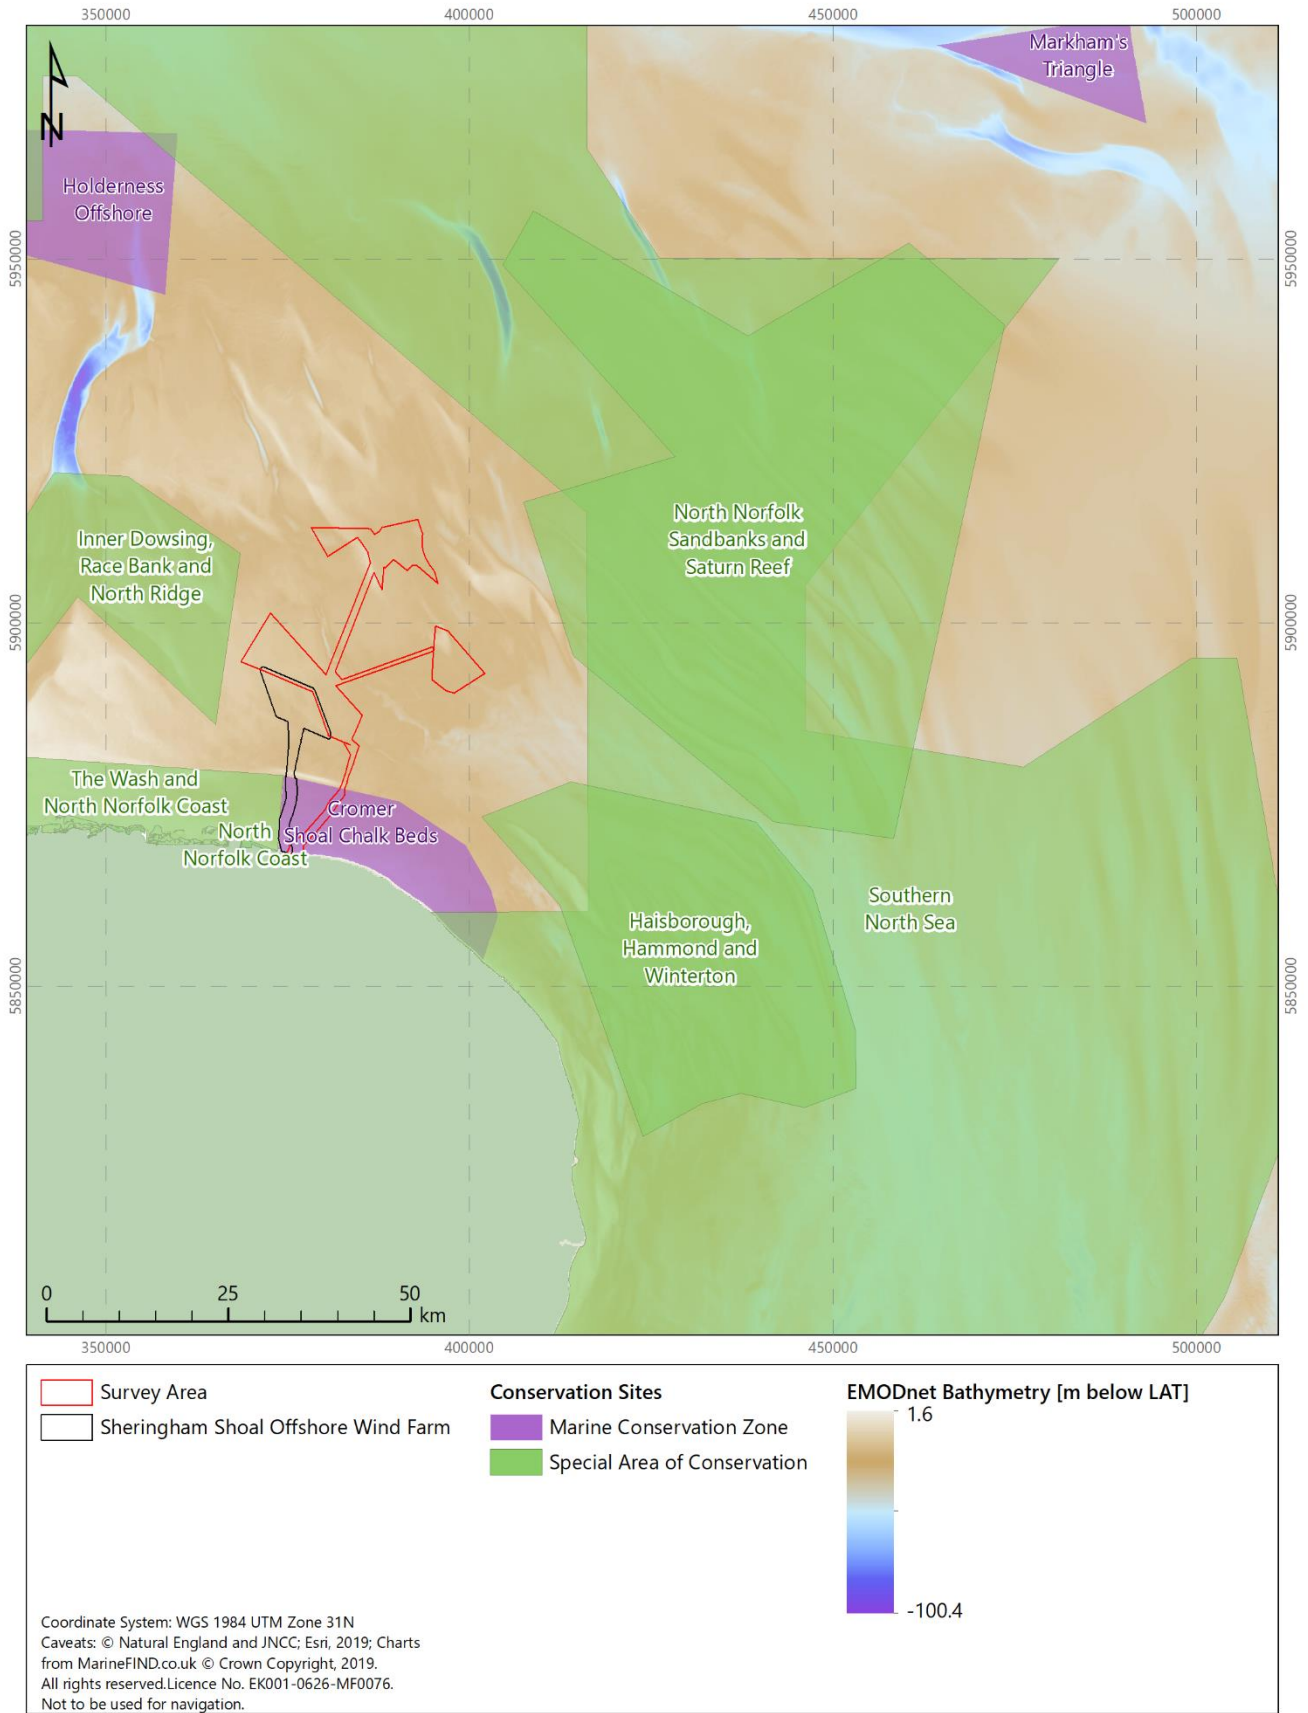 350000
400000
450000
500000
Markham's
Triangle
N
Holderness
Offshore
5950000
5950000
North Norfolk
Sandbanks and
Saturn Reef
Inner Dowsing,
Race Bank and
North Ridge
5900000
5900000
The Wash and
North Norfolk Coast
North
Norfolk Coast
Cromer
Shoal Chalk Beds
Southern
North Sea
Haisborough,
Hammond and
Winterton
5850000
5850000
0 25 50
km
350000
400000
450000
500000
Survey Area
Sheringham Shoal Offshore Wind Farm
Conservation Sites
Marine Conservation Zone
Special Area of Conservation
EMODnet Bathymetry [m below LAT]
1.6
-100.4
Coordinate System: WGS 1984 UTM Zone 31N
Caveats: © Natural England and JNCC; Esri, 2019; Charts
from MarineFIND.co.uk © Crown Copyright, 2019.
All rights reserved.Licence No. EK001-0626-MF0076.
Not to be used for navigation.